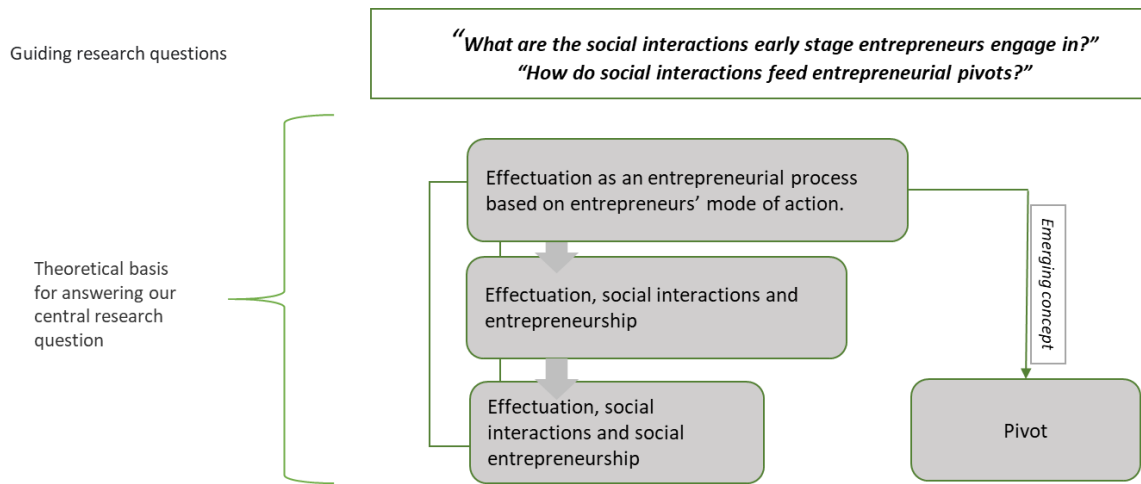 Guiding research questions
“What are the social interactions early stage entrepreneurs engage in?”
“How do social interactions feed entrepreneurial pivots?”
Theoretical basis
for answering our
central research
question
Effectuation as an entrepreneurial process
based on entrepreneurs’ mode of action.
Effectuation, social interactions and
entrepreneurship
Effectuation, social
interactions and social
entrepreneurship
Emerging concept
Pivot